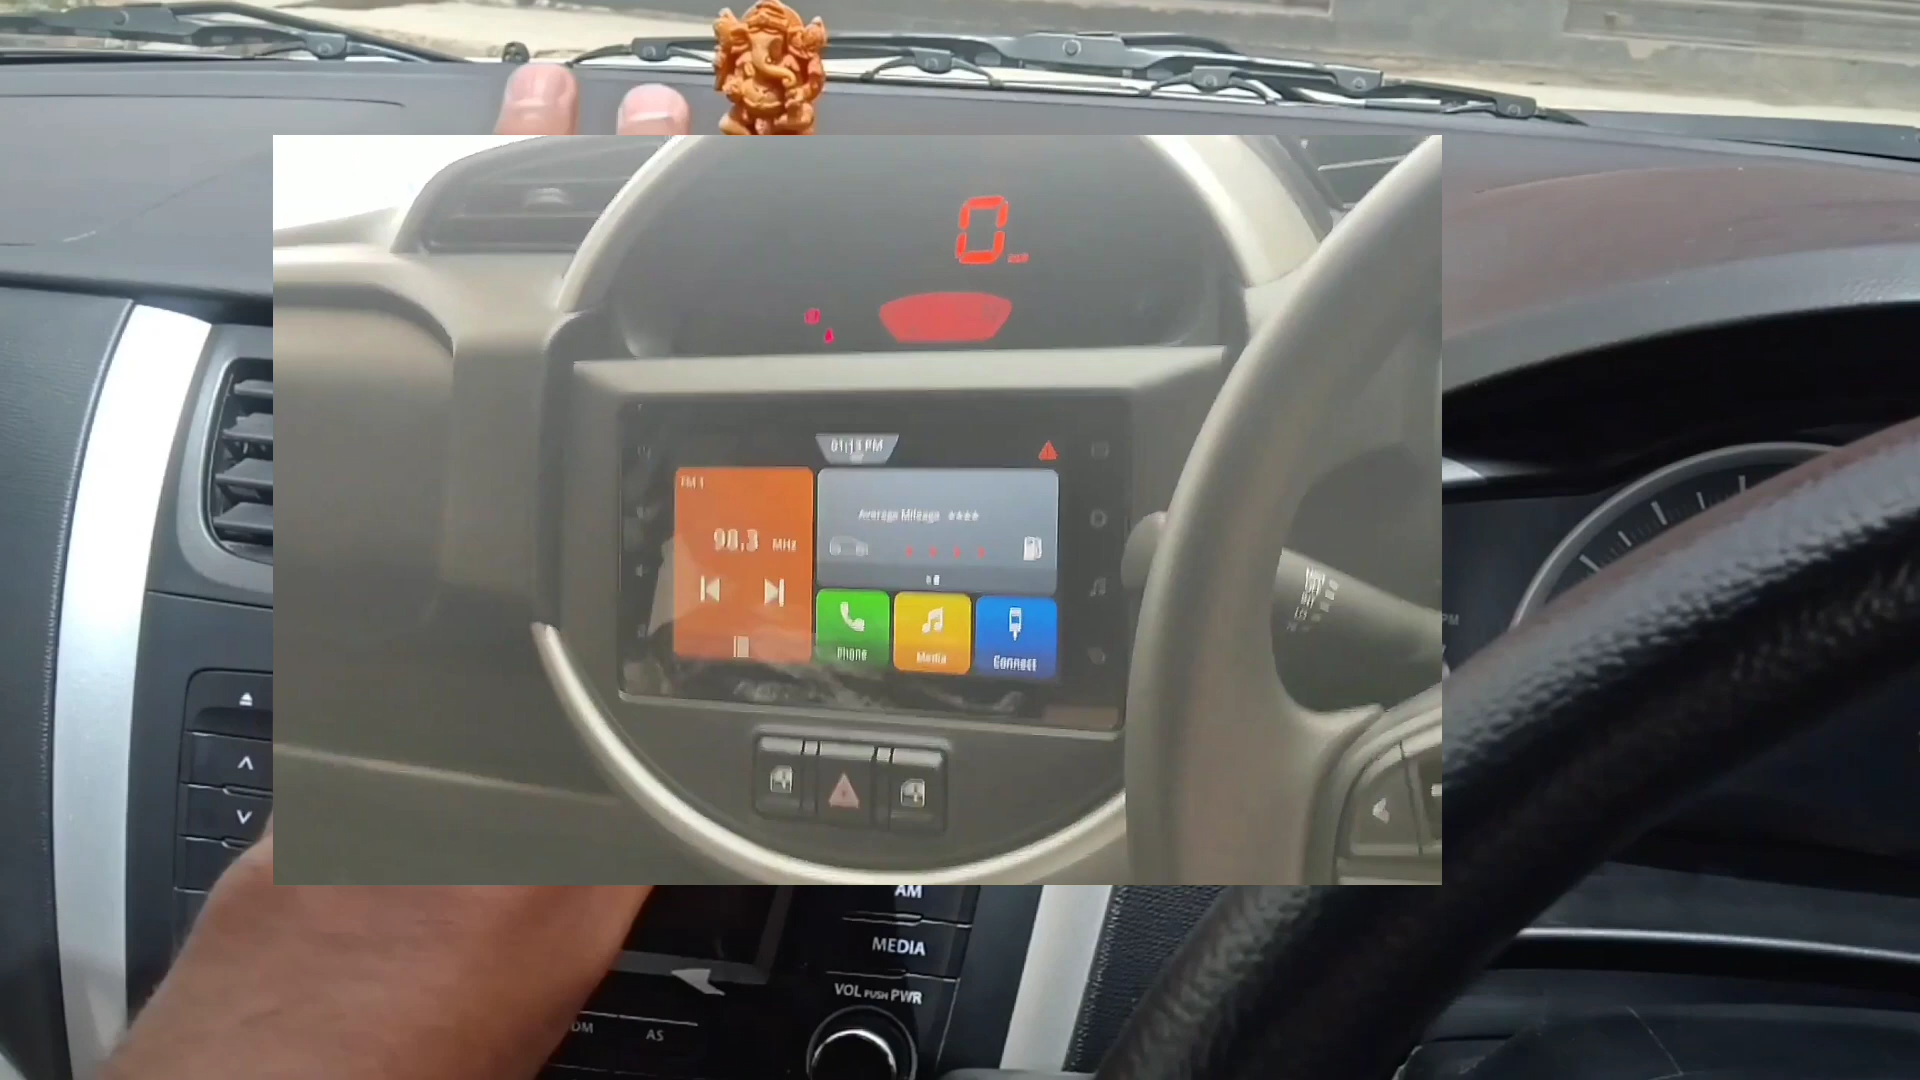 0
01:13 PM
FM 1
Average Mileage ****
98.3 MHz
Phone
Media
Connect
AM
MEDIA
VOL PUSH PWR
AS